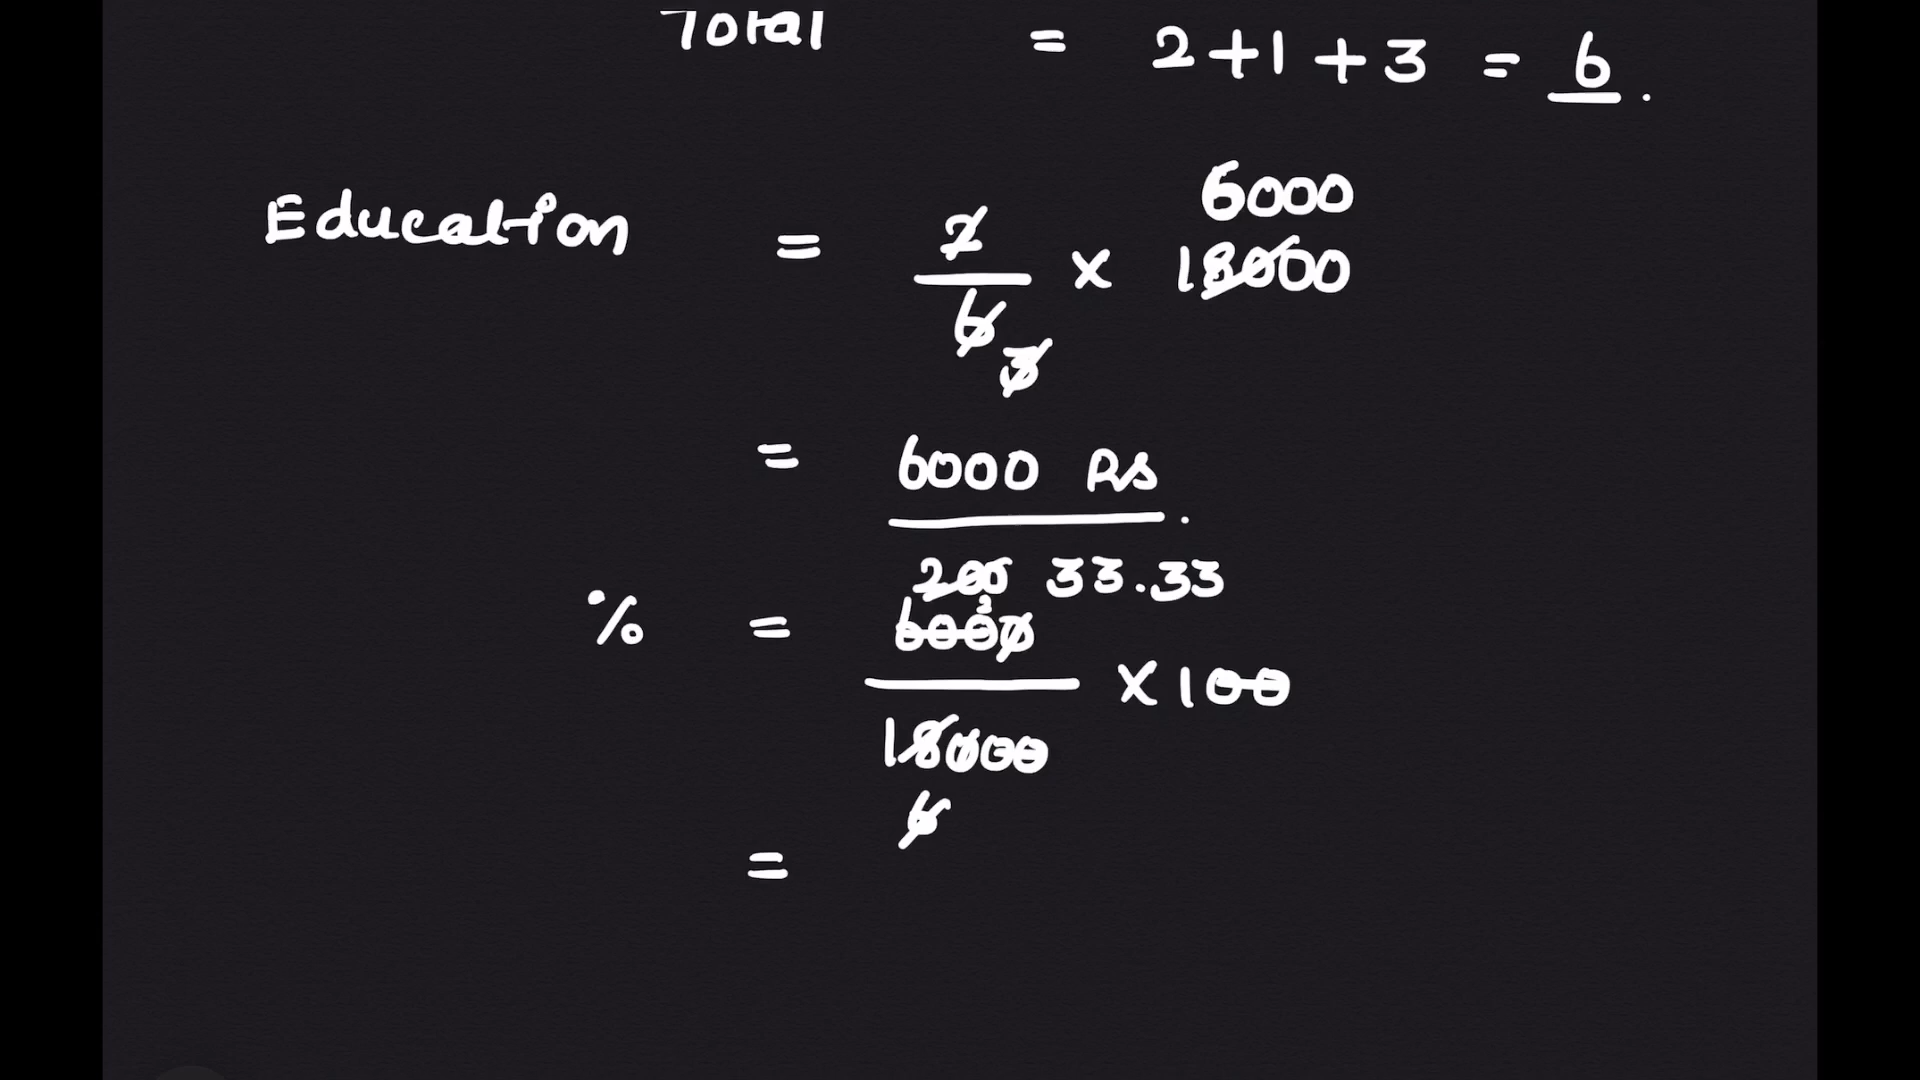 Total = 2+1+3 = 6.
6000
Education = 2/6 × 18000
3
= 6000 Rs.
200 33.33
% = 6000/18000 × 100
6
=